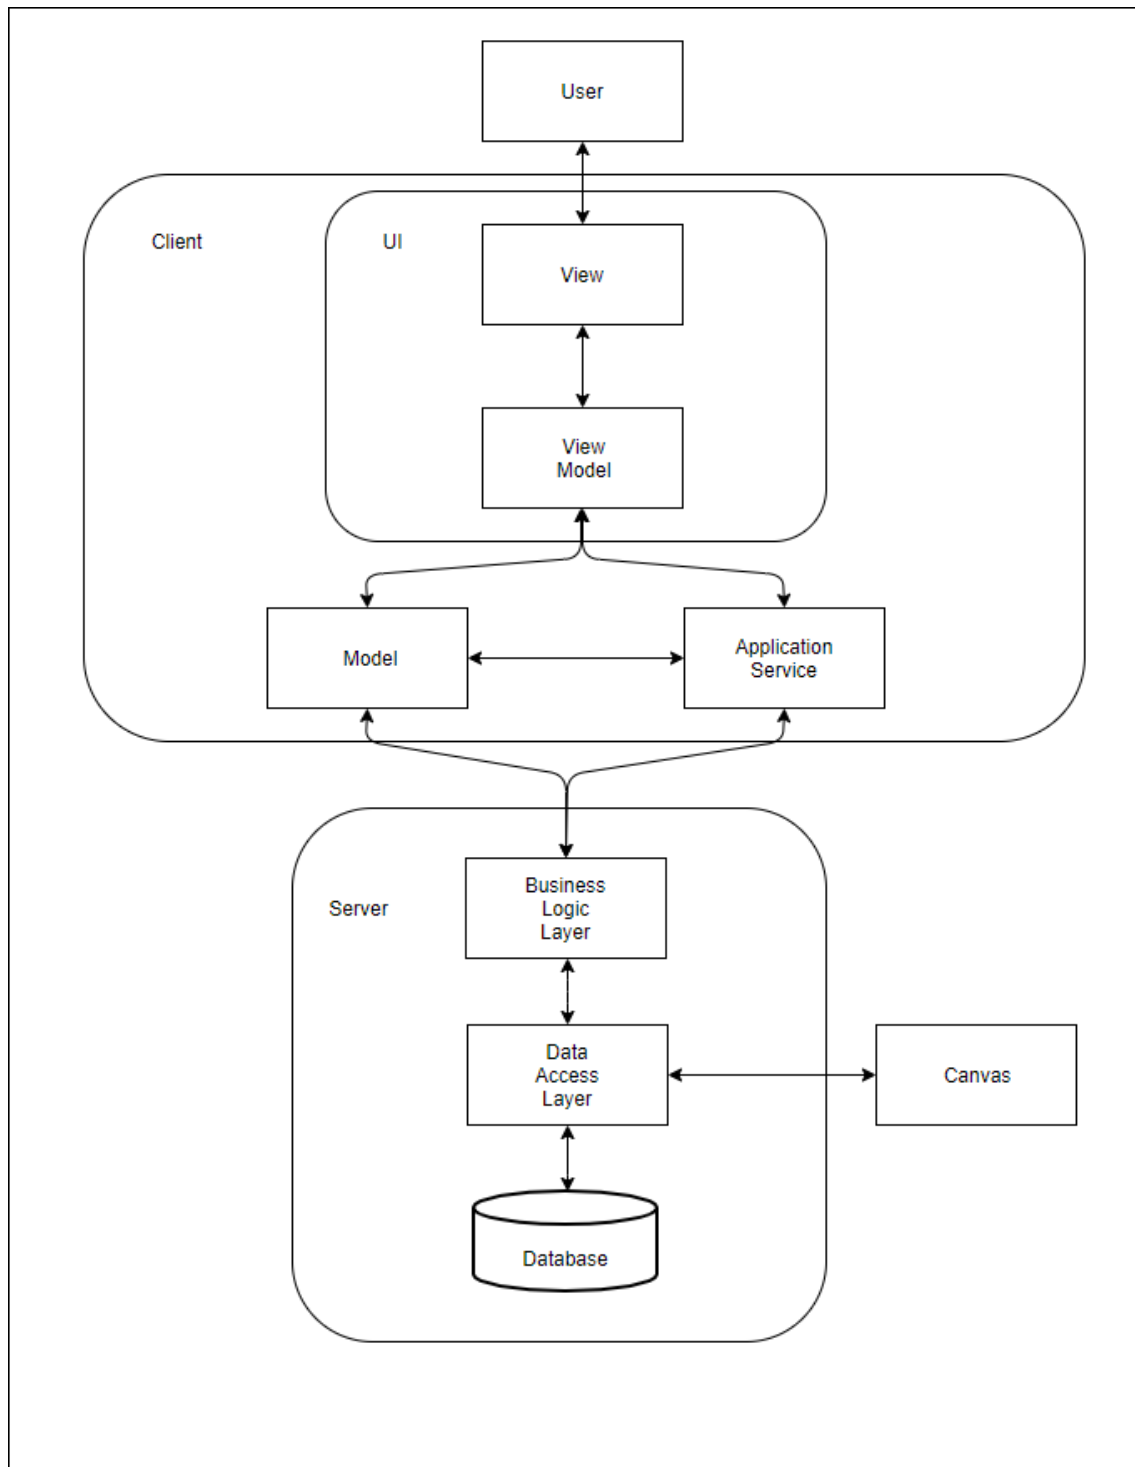 User
Client
UI
View
View
Model
Model
Application
Service
Server
Business
Logic
Layer
Data
Access
Layer
Canvas
Database